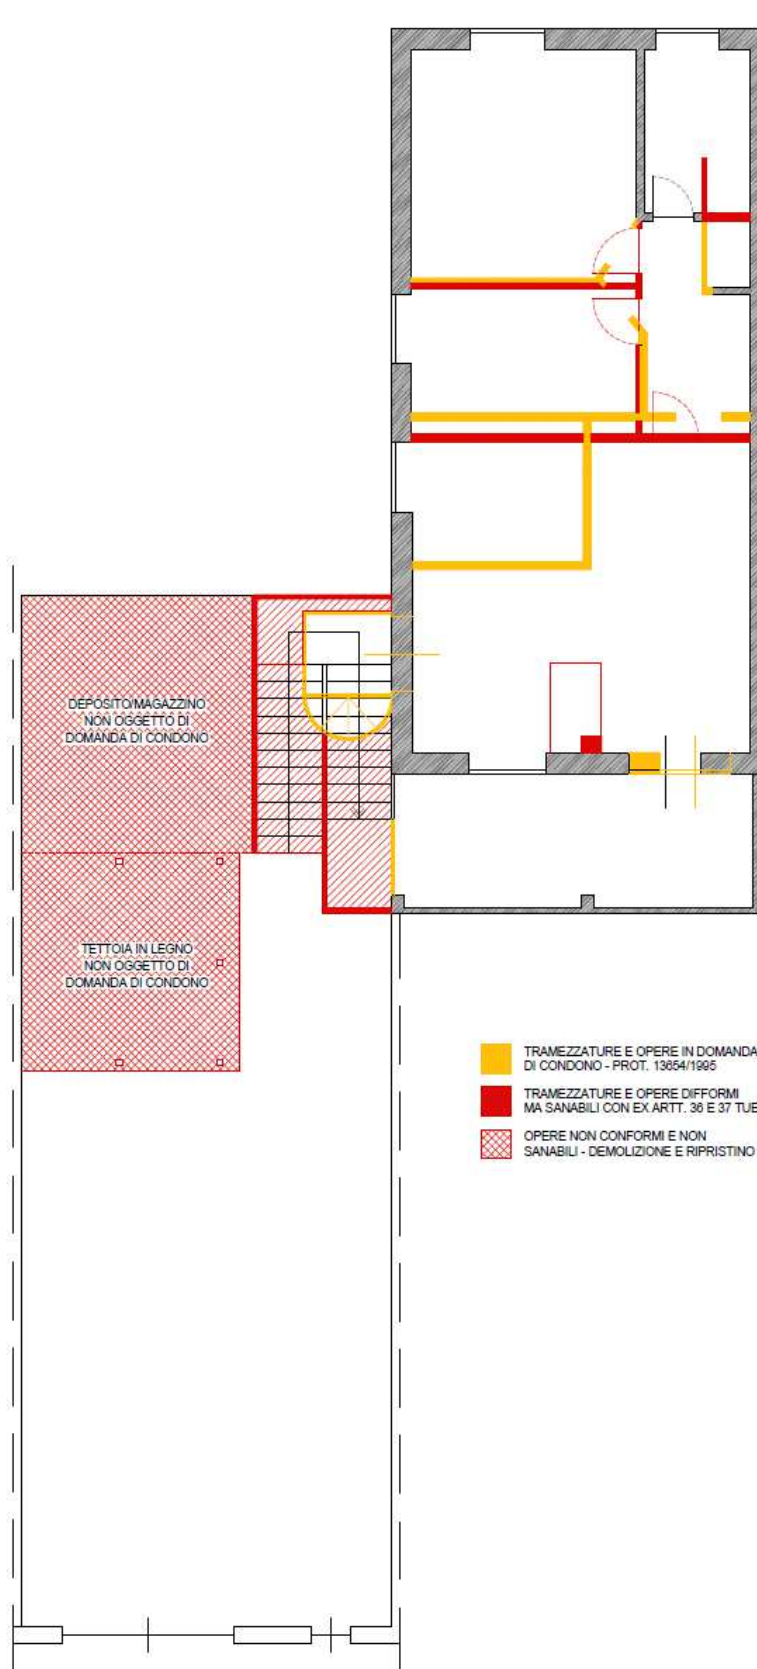 DEPOSITO/MAGAZZINO
NON OGGETTO DI
DOMANDA DI CONDONO
TETTOIA IN LEGNO
NON OGGETTO DI
DOMANDA DI CONDONO
TRAMEZZATURE E OPERE IN DOMANDA
DI CONDONO - PROT. 13654/1995
TRAMEZZATURE E OPERE DIFFORMI
MA SANABILI CON EX ARTT. 36 E 37 TUE
OPERE NON CONFORMI E NON
SANABILI - DEMOLIZIONE E RIPRISTINO